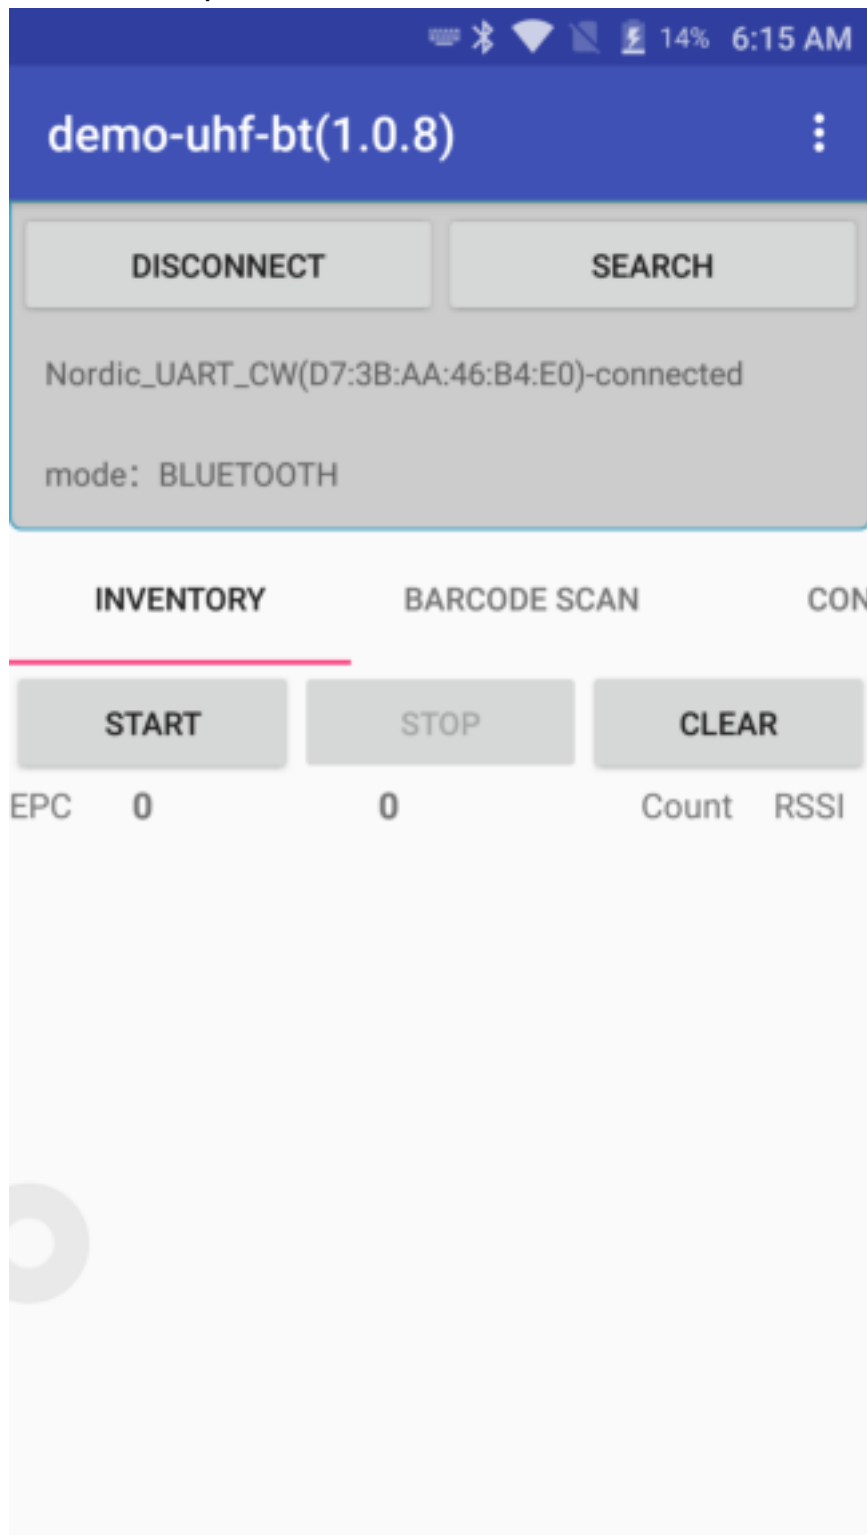 14% 6:15 AM
demo-uhf-bt(1.0.8)
DISCONNECT SEARCH
Nordic_UART_CW(D7:3B:AA:46:B4:E0)-connected
mode：BLUETOOTH
INVENTORY BARCODE SCAN CON
START STOP CLEAR
EPC 0 0 Count RSSI